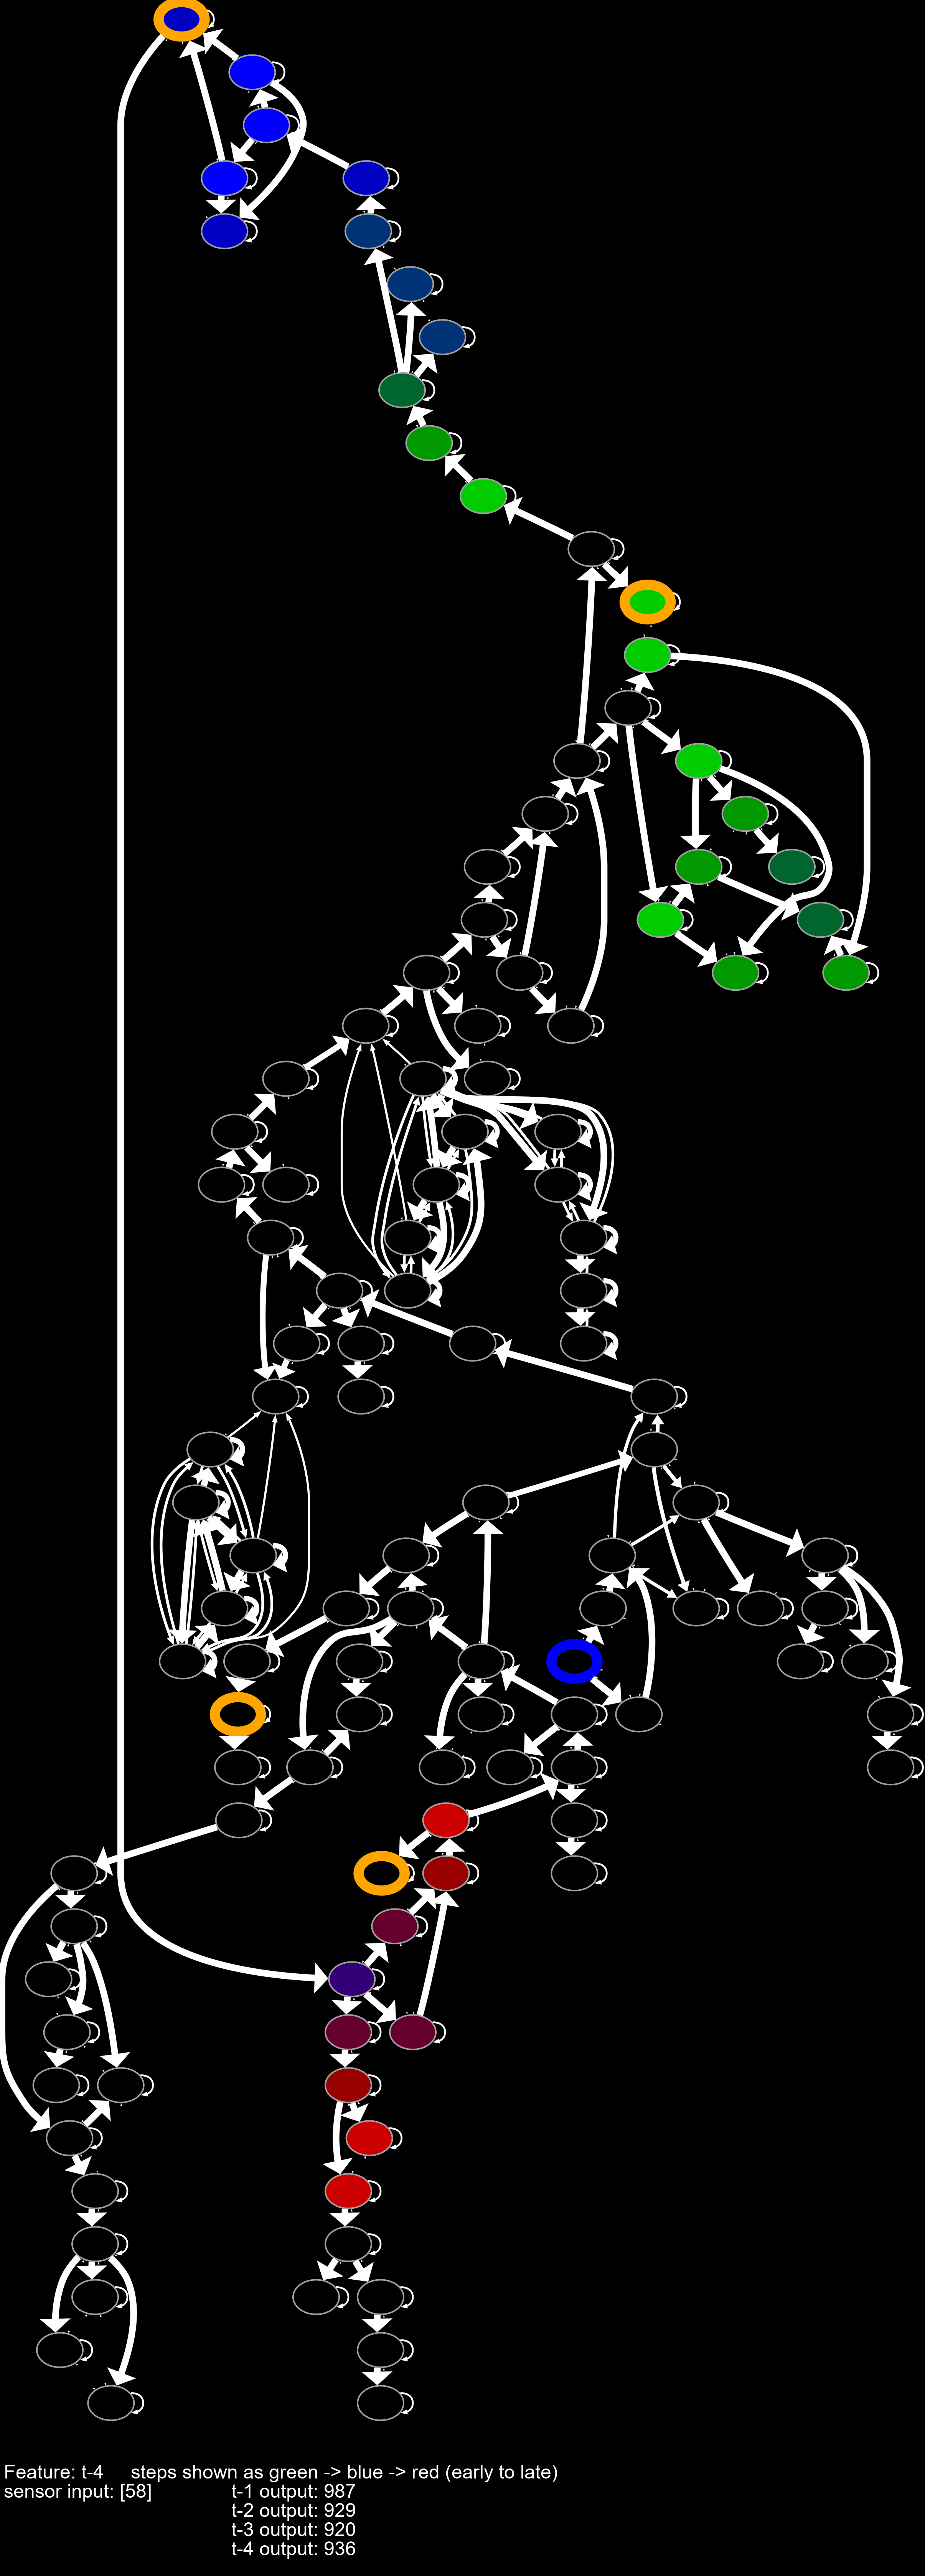 Feature: t-4     steps shown as green -> blue -> red (early to late)
sensor input: [58]     t-1 output: 987
t-2 output: 929
t-3 output: 920
t-4 output: 936